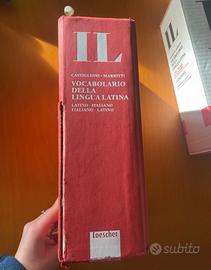 IL
CASTIGLIONI - MARIOTTI
VOCABOLARIO
DELLA
LINGUA LATINA
LATINO - ITALIANO
ITALIANO - LATINO
Loescher
subito